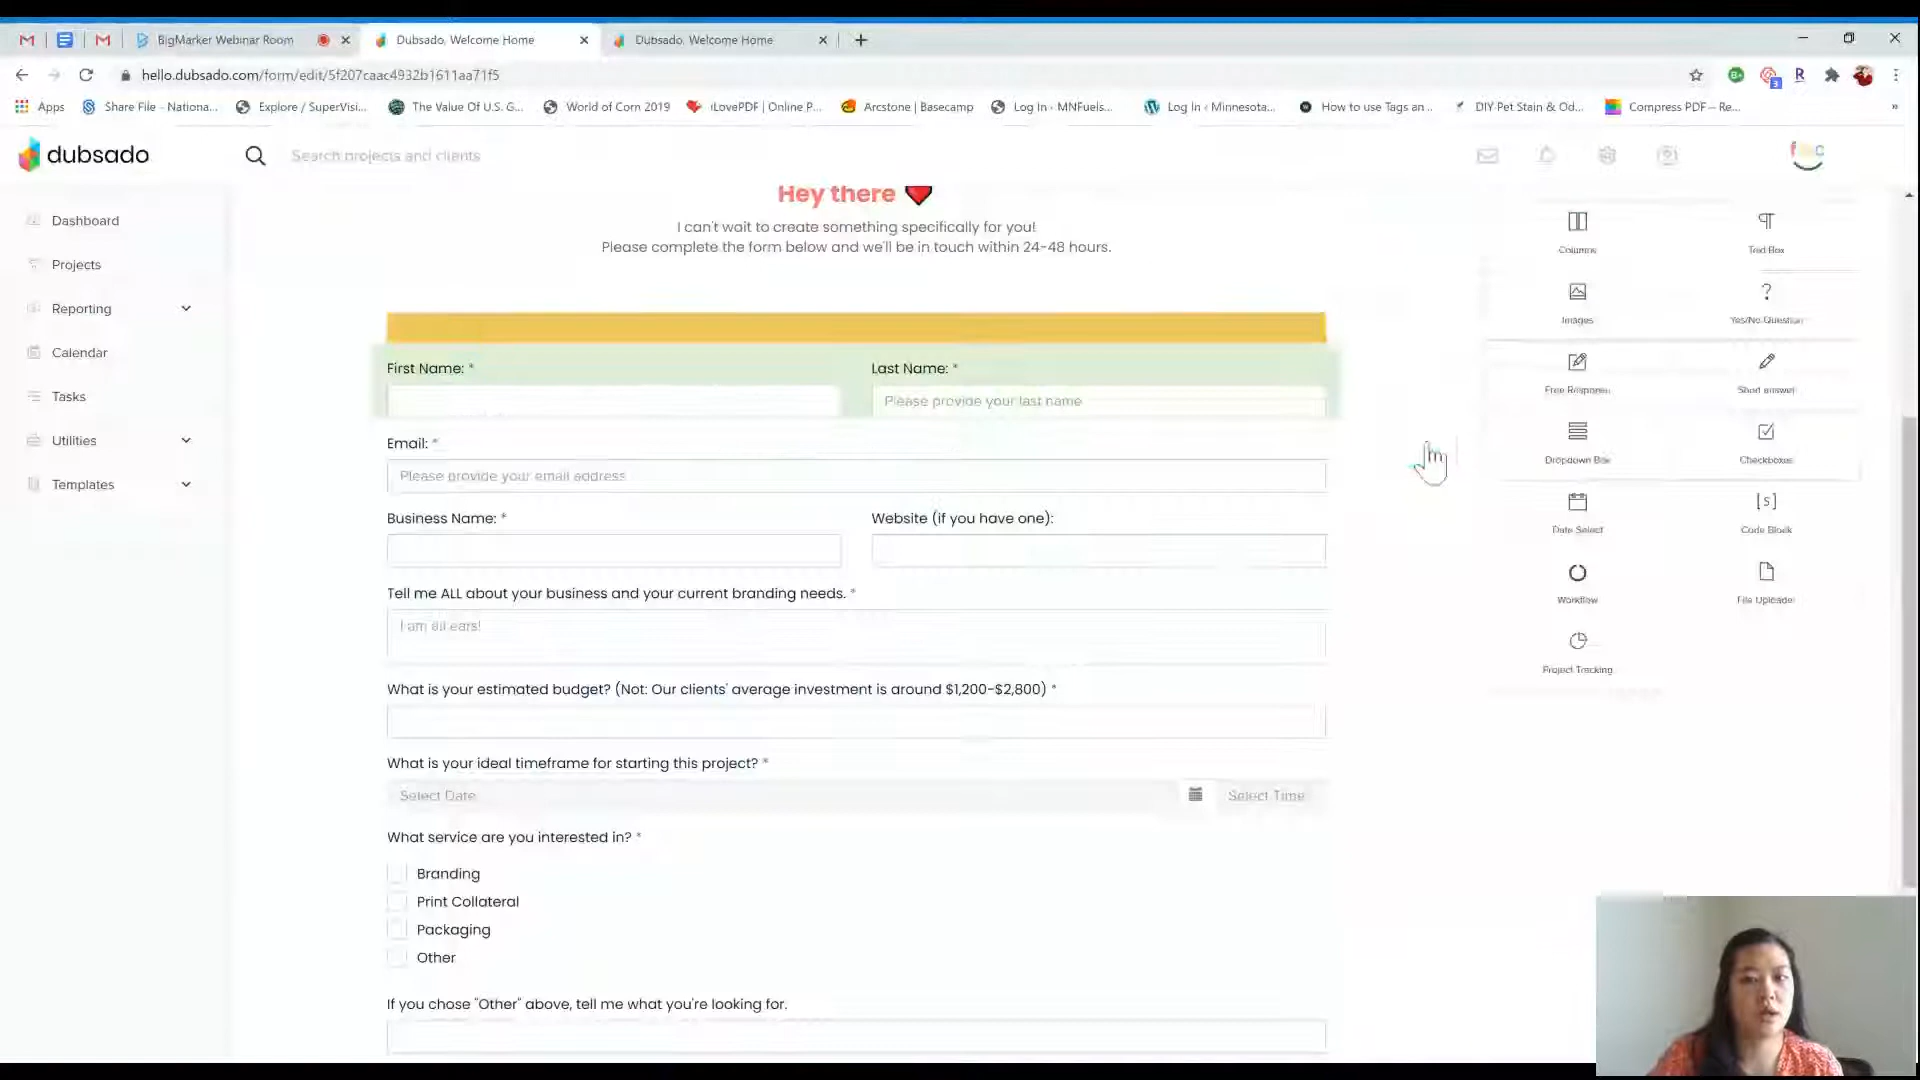 BigMarker Webinar Room
Dubsado, Welcome Home
Dubsado, Welcome Home
hello.dubsado.com/form/edit/5f207caac4932b1611aa71f5
Apps
Share File - Nationa...
Explore / SuperVisi...
The Value Of U.S. G...
World of Corn 2019
iLovePDF | Online P...
Arcstone | Basecamp
Log In ‹ MNFuels...
Log In ‹ Minnesota...
How to use Tags an...
DIY Pet Stain & Od...
Compress PDF – Re...
»
dubsado
Search projects and clients
Dashboard
Projects
Reporting
Calendar
Tasks
Utilities
Templates
Hey there
I can't wait to create something specifically for you!
Please complete the form below and we'll be in touch within 24-48 hours.
First Name: *
Last Name: *
Please provide your last name
Email: *
Please provide your email address
Business Name: *
Website (if you have one):
Tell me ALL about your business and your current branding needs. *
I am all ears!
What is your estimated budget? (Not: Our clients' average investment is around $1,200-$2,800) *
What is your ideal timeframe for starting this project? *
Select Date
Select Time
What service are you interested in? *
Branding
Print Collateral
Packaging
Other
If you chose "Other" above, tell me what you're looking for.
Columns
Text Box
Images
Yes/No Question
Free Response
Short answer
Dropdown Box
Checkboxes
Date Select
Code Block
Workflow
File Uploader
Project Tracking